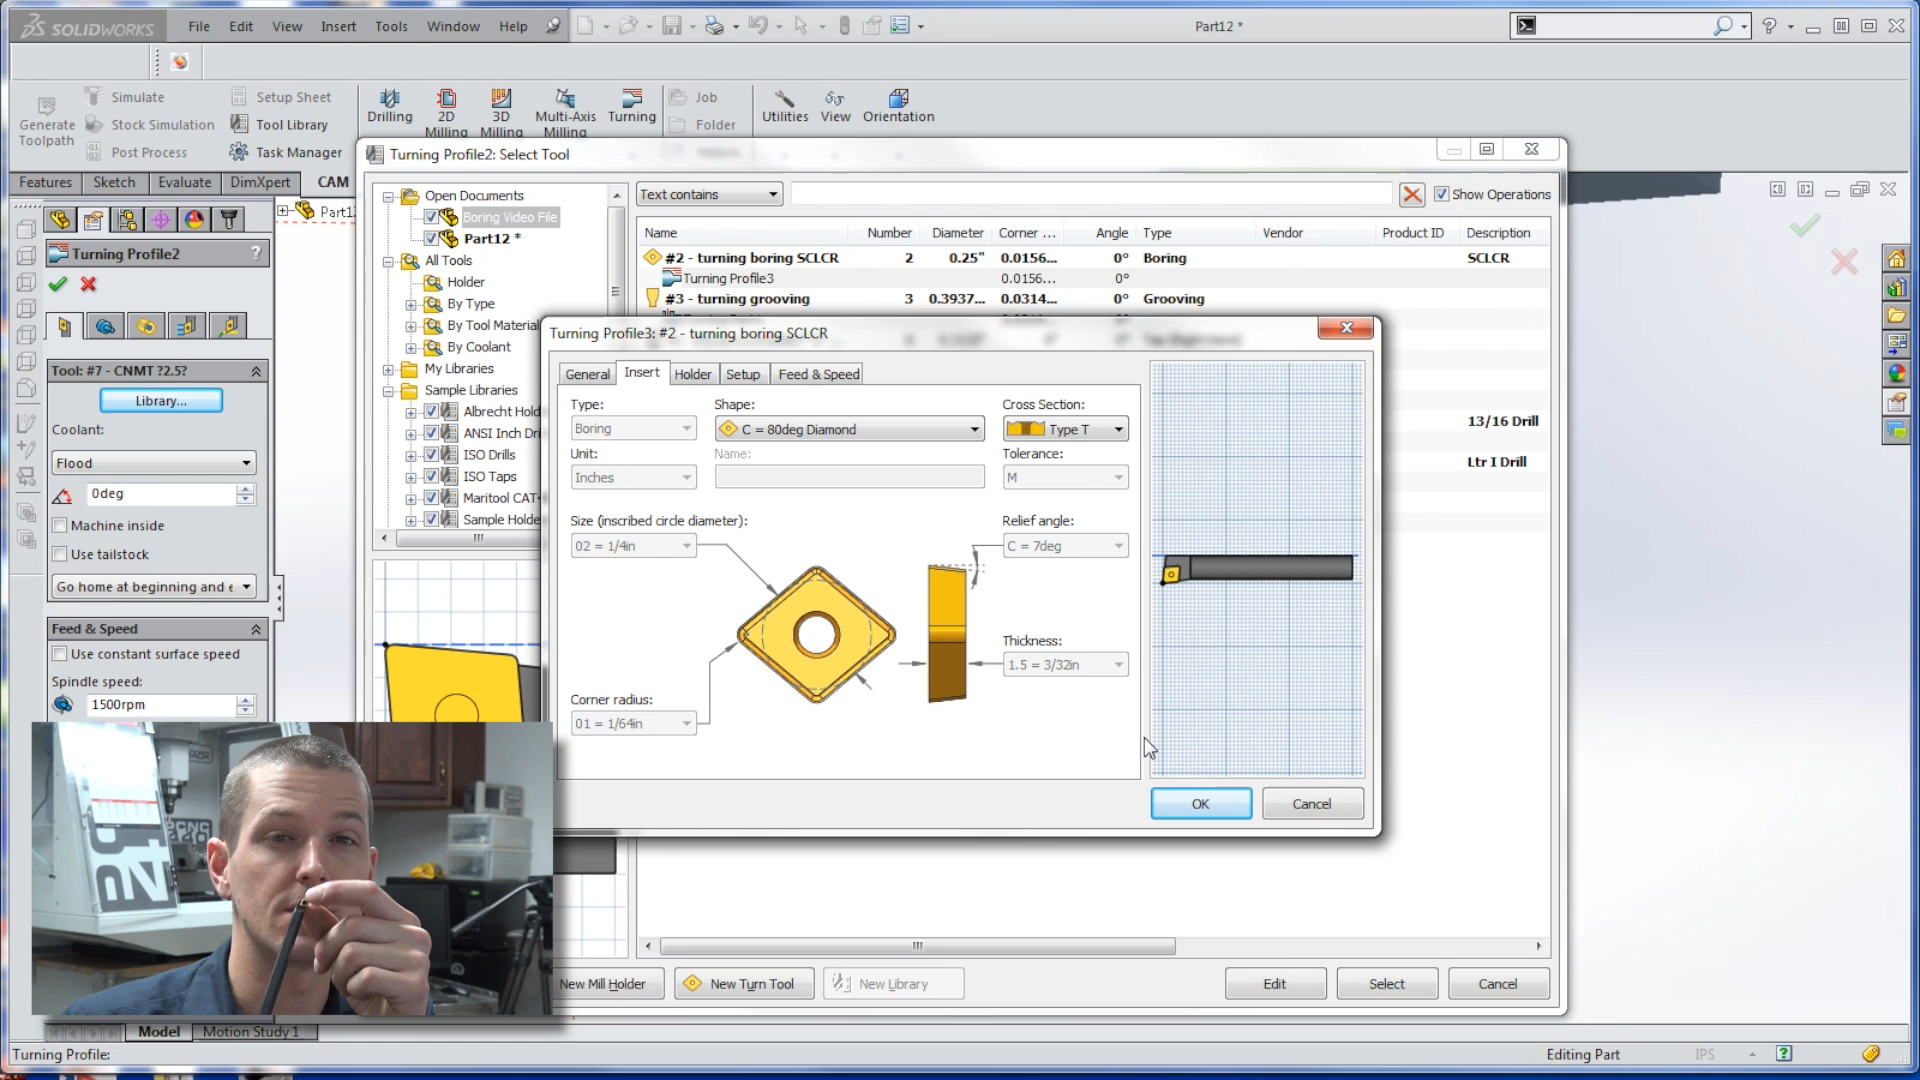 SOLIDWORKS
File Edit View Insert Tools Window Help
Part12 *
Generate Toolpath
Simulate
Stock Simulation
Post Process
Setup Sheet
Tool Library
Task Manager
Drilling
2D Milling
3D Milling
Multi-Axis Milling
Turning
Job
Folder
Utilities
View
Orientation
Features Sketch Evaluate DimXpert CAM
Turning Profile2
?
Tool: #7 - CNMT ?2.5?
Library...
Coolant:
Flood
0deg
Machine inside
Use tailstock
Go home at beginning and e
Feed & Speed
Use constant surface speed
Spindle speed:
1500rpm
Part1
Turning Profile2: Select Tool
Open Documents
Boring Video File
Part12 *
All Tools
Holder
By Type
By Tool Material
By Coolant
My Libraries
Sample Libraries
Albrecht Hold
ANSI Inch Dri
ISO Drills
ISO Taps
Maritool CAT4
Sample Holde
Text contains
Show Operations
Name Number Diameter Corner ... Angle Type Vendor Product ID Description
#2 - turning boring SCLCR 2 0.25" 0.0156... 0° Boring SCLCR
Turning Profile3 0.0156... 0°
#3 - turning grooving 3 0.3937... 0.0314... 0° Grooving
13/16 Drill
Ltr I Drill
Turning Profile3: #2 - turning boring SCLCR
General Insert Holder Setup Feed & Speed
Type:
Boring
Shape:
C = 80deg Diamond
Cross Section:
Type T
Unit:
Inches
Name:
Tolerance:
M
Size (inscribed circle diameter):
02 = 1/4in
Relief angle:
C = 7deg
Thickness:
1.5 = 3/32in
Corner radius:
01 = 1/64in
OK Cancel
New Mill Holder New Turn Tool New Library Edit Select Cancel
Model Motion Study 1
Turning Profile:
Editing Part
IPS